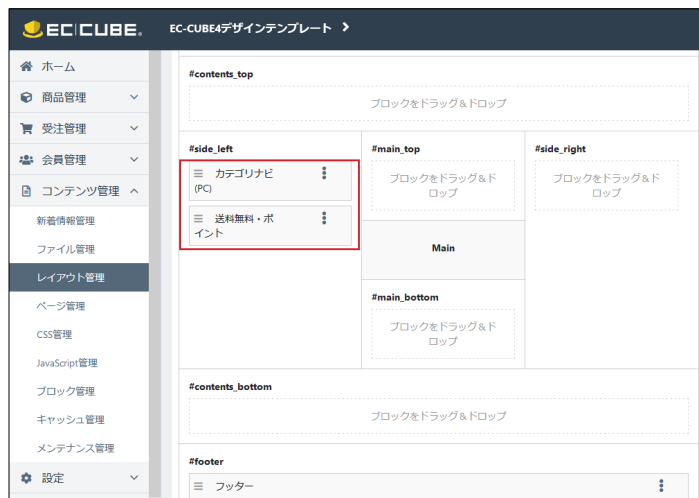 EC CUBE. EC-CUBE4デザインテンプレート
ホーム
商品管理
受注管理
会員管理
コンテンツ管理
新着情報管理
ファイル管理
レイアウト管理
ページ管理
CSS管理
JavaScript管理
ブロック管理
キャッシュ管理
メンテナンス管理
設定
#contents_top
ブロックをドラッグ＆ドロップ
#side_left
カテゴリナビ
(PC)
送料無料・ポ
イント
#main_top
ブロックをドラッグ＆ド
ロップ
Main
#main_bottom
ブロックをドラッグ＆ド
ロップ
#side_right
ブロックをドラッグ＆ド
ロップ
#contents_bottom
ブロックをドラッグ＆ドロップ
#footer
フッター